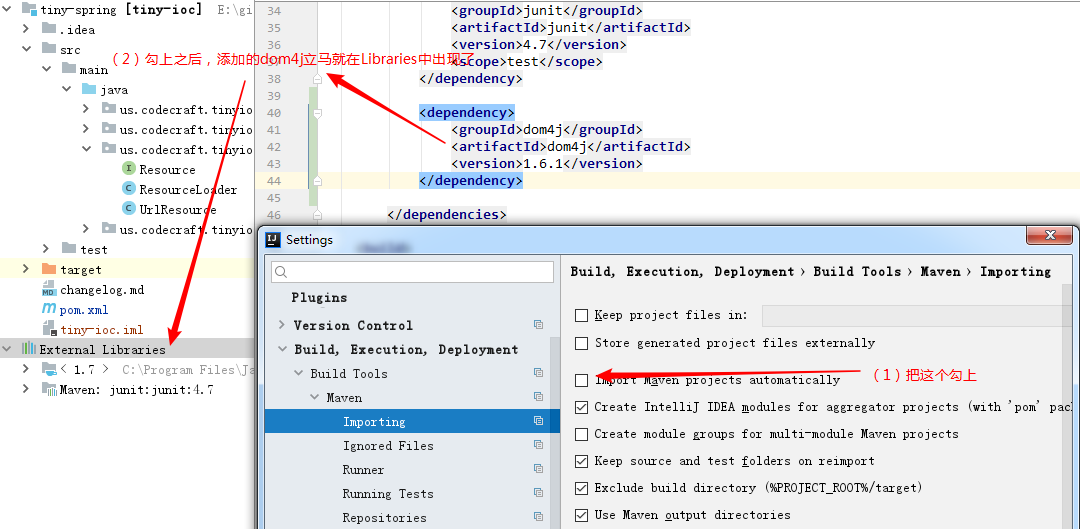 tiny-spring [tiny-ioc] E:\gi
.idea
src
main
java
us.codecraft.tinyio
us.codecraft.tinyio
us.codecraft.tinyio
Resource
ResourceLoader
UrlResource
us.codecraft.tinyio
test
target
changelog.md
pom.xml
tiny-ioc.iml
External Libraries
< 1.7 > C:\Program Files\Ja
Maven: junit:junit:4.7
(2)勾上之后,添加的dom4j立马就在Libraries中出现了
34 <groupId>junit</groupId>
35 <artifactId>junit</artifactId>
36 <version>4.7</version>
37 <scope>test</scope>
38 </dependency>
39
40 <dependency>
41 <groupId>dom4j</groupId>
42 <artifactId>dom4j</artifactId>
43 <version>1.6.1</version>
44 </dependency>
45
46 </dependencies>
Settings
Plugins
Version Control
Build, Execution, Deployment
Build Tools
Maven
Importing
Ignored Files
Runner
Running Tests
Repositories
Build, Execution, Deployment › Build Tools › Maven › Importing
Keep project files in:
Store generated project files externally
Import Maven projects automatically
(1)把这个勾上
Create IntelliJ IDEA modules for aggregator projects (with 'pom' pac
Create module groups for multi-module Maven projects
Keep source and test folders on reimport
Exclude build directory (%PROJECT_ROOT%/target)
Use Maven output directories